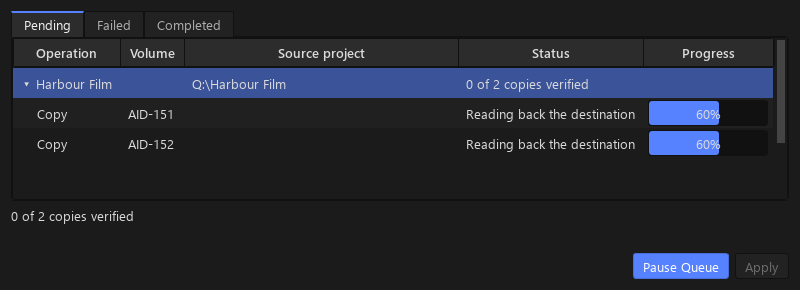 Pending Failed Completed
Operation Volume Source project Status Progress
Harbour Film Q:\Harbour Film 0 of 2 copies verified
Copy AID-151 Reading back the destination 60%
Copy AID-152 Reading back the destination 60%
0 of 2 copies verified
Pause Queue Apply